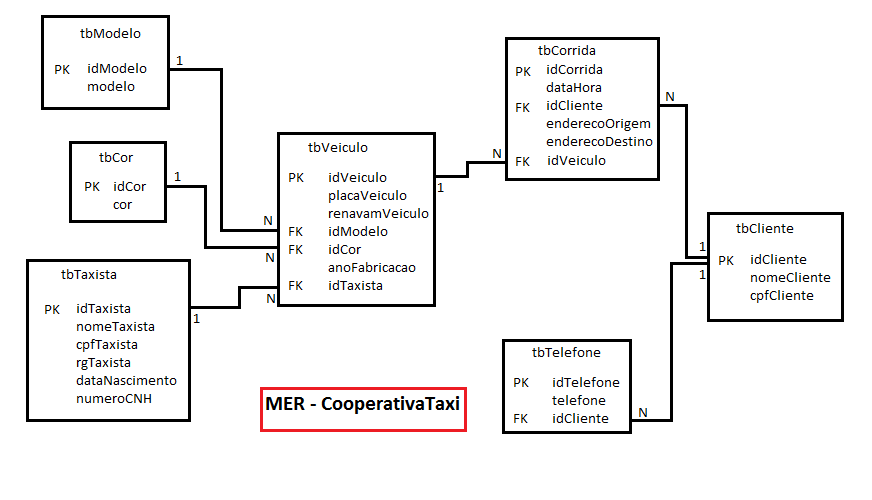 tbModelo
1
PK idModelo
modelo
tbCor
1
PK idCor
cor
tbTaxista
PK idTaxista
nomeTaxista
cpfTaxista
rgTaxista
dataNascimento
numeroCNH
1
tbVeiculo
PK idVeiculo
placaVeiculo
renavamVeiculo
N
FK idModelo
FK idCor
N
anoFabricacao
FK idTaxista
N
1
MER - CooperativaTaxi
tbCorrida
PK idCorrida
dataHora
FK idCliente
enderecoOrigem
enderecoDestino
FK idVeiculo
N
N
tbCliente
1
PK idCliente
1
nomeCliente
cpfCliente
tbTelefone
PK idTelefone
telefone
FK idCliente
N